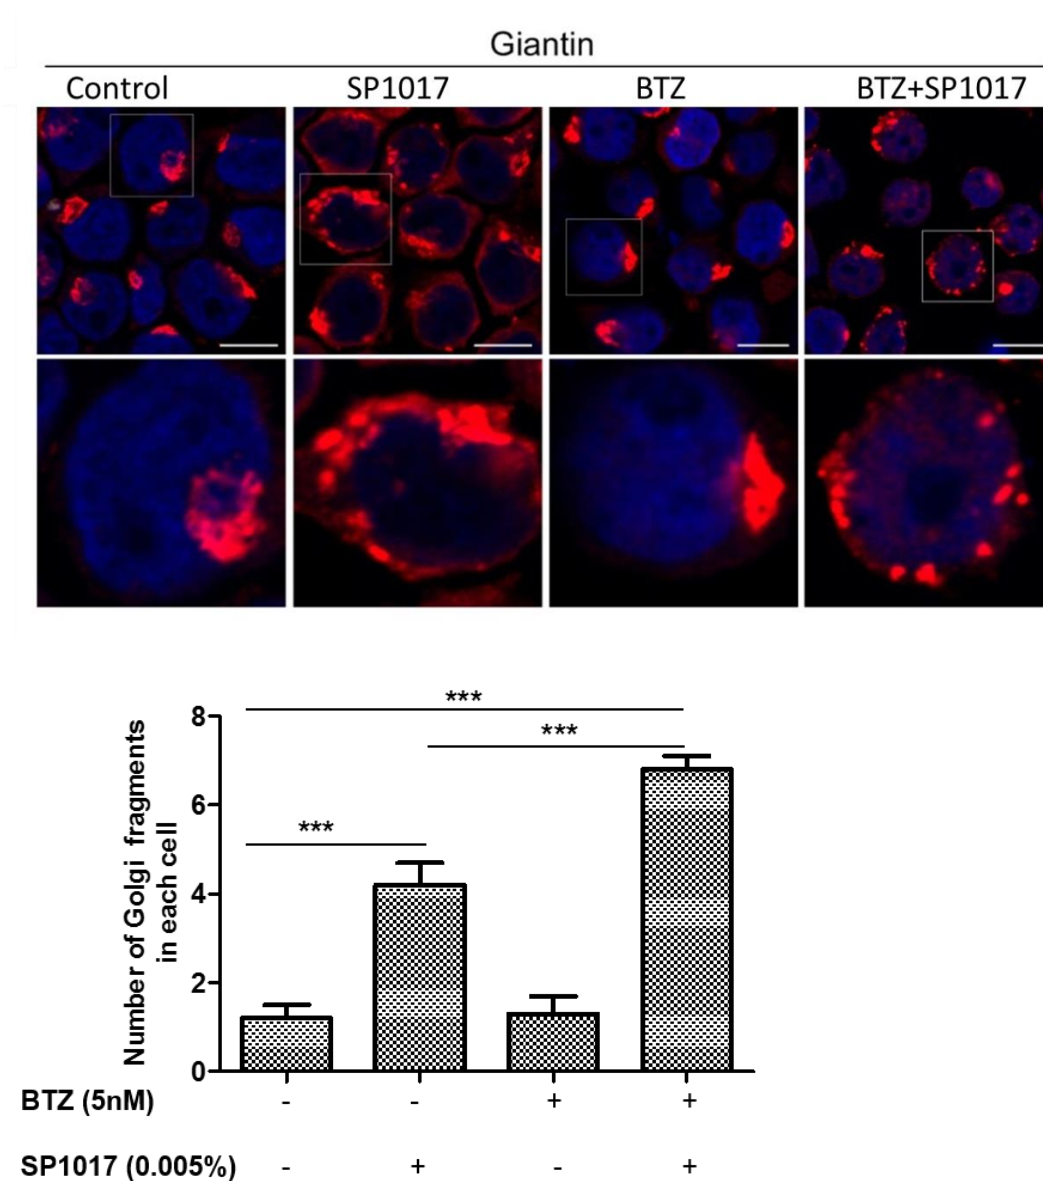 Giantin
Control SP1017 BTZ BTZ+SP1017
***
***
***
Number of Golgi fragments
in each cell
8
6
4
2
0
BTZ (5nM) - - + +
SP1017 (0.005%) - + - +